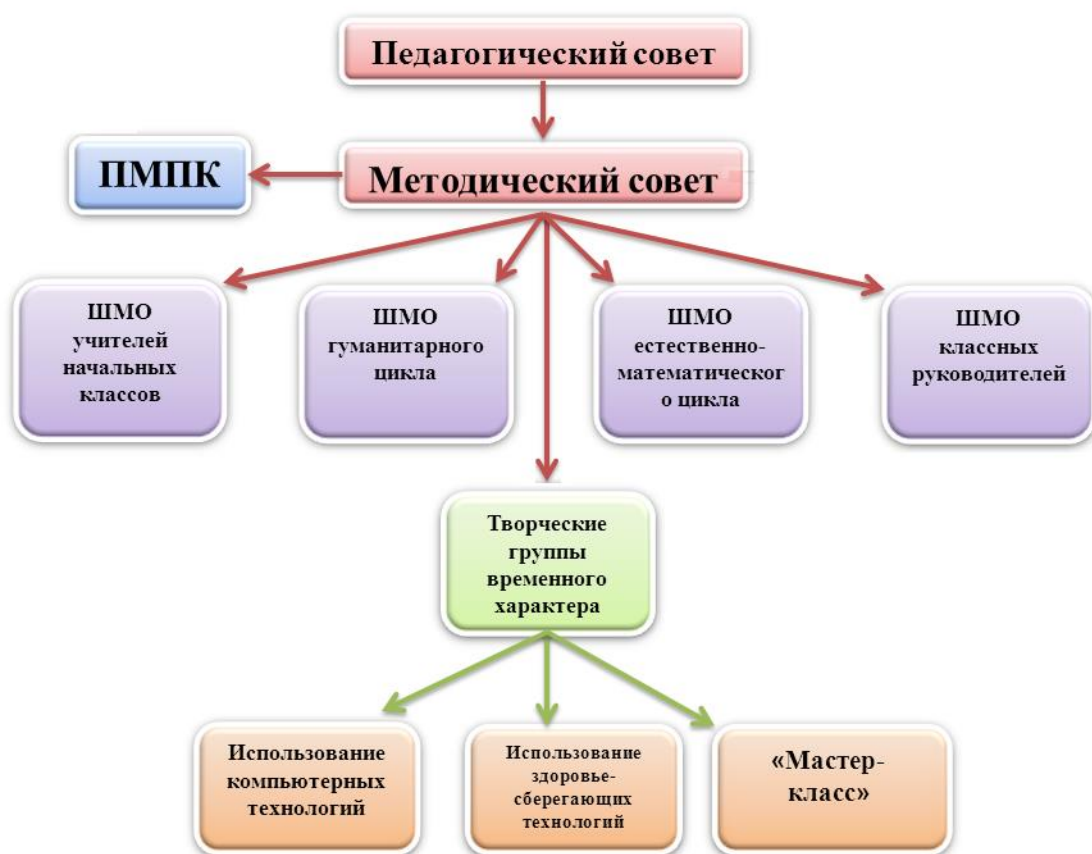 Педагогический совет
ПМПК
Методический совет
ШМО
учителей
начальных
классов
ШМО
гуманитарного
цикла
ШМО
естественно-
математическог
о цикла
ШМО
классных
руководителей
Творческие
группы
временного
характера
Использование
компьютерных
технологий
Использование
здоровье-
сберегающих
технологий
«Мастер-
класс»